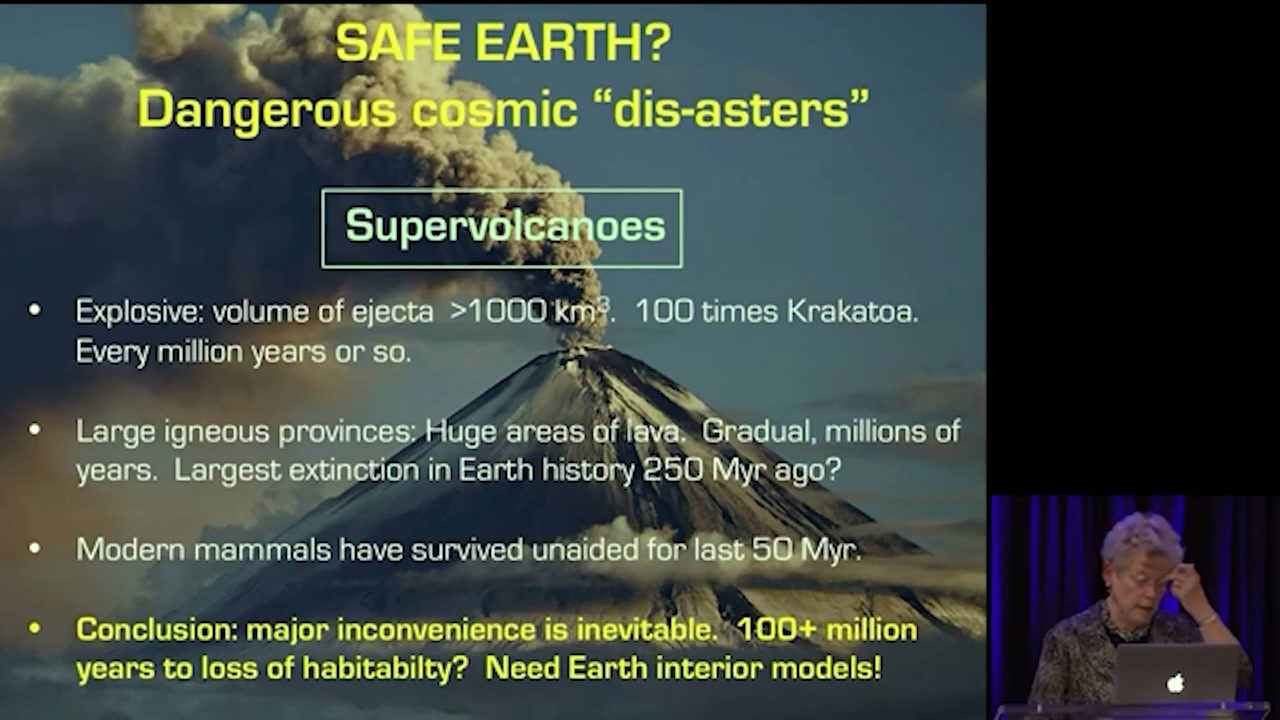 SAFE EARTH?
Dangerous cosmic “dis-asters”
Supervolcanoes
• Explosive: volume of ejecta >1000 km³. 100 times Krakatoa.
Every million years or so.
• Large igneous provinces: Huge areas of lava. Gradual, millions of
years. Largest extinction in Earth history 250 Myr ago?
• Modern mammals have survived unaided for last 50 Myr.
• Conclusion: major inconvenience is inevitable. 100+ million
years to loss of habitabilty? Need Earth interior models!